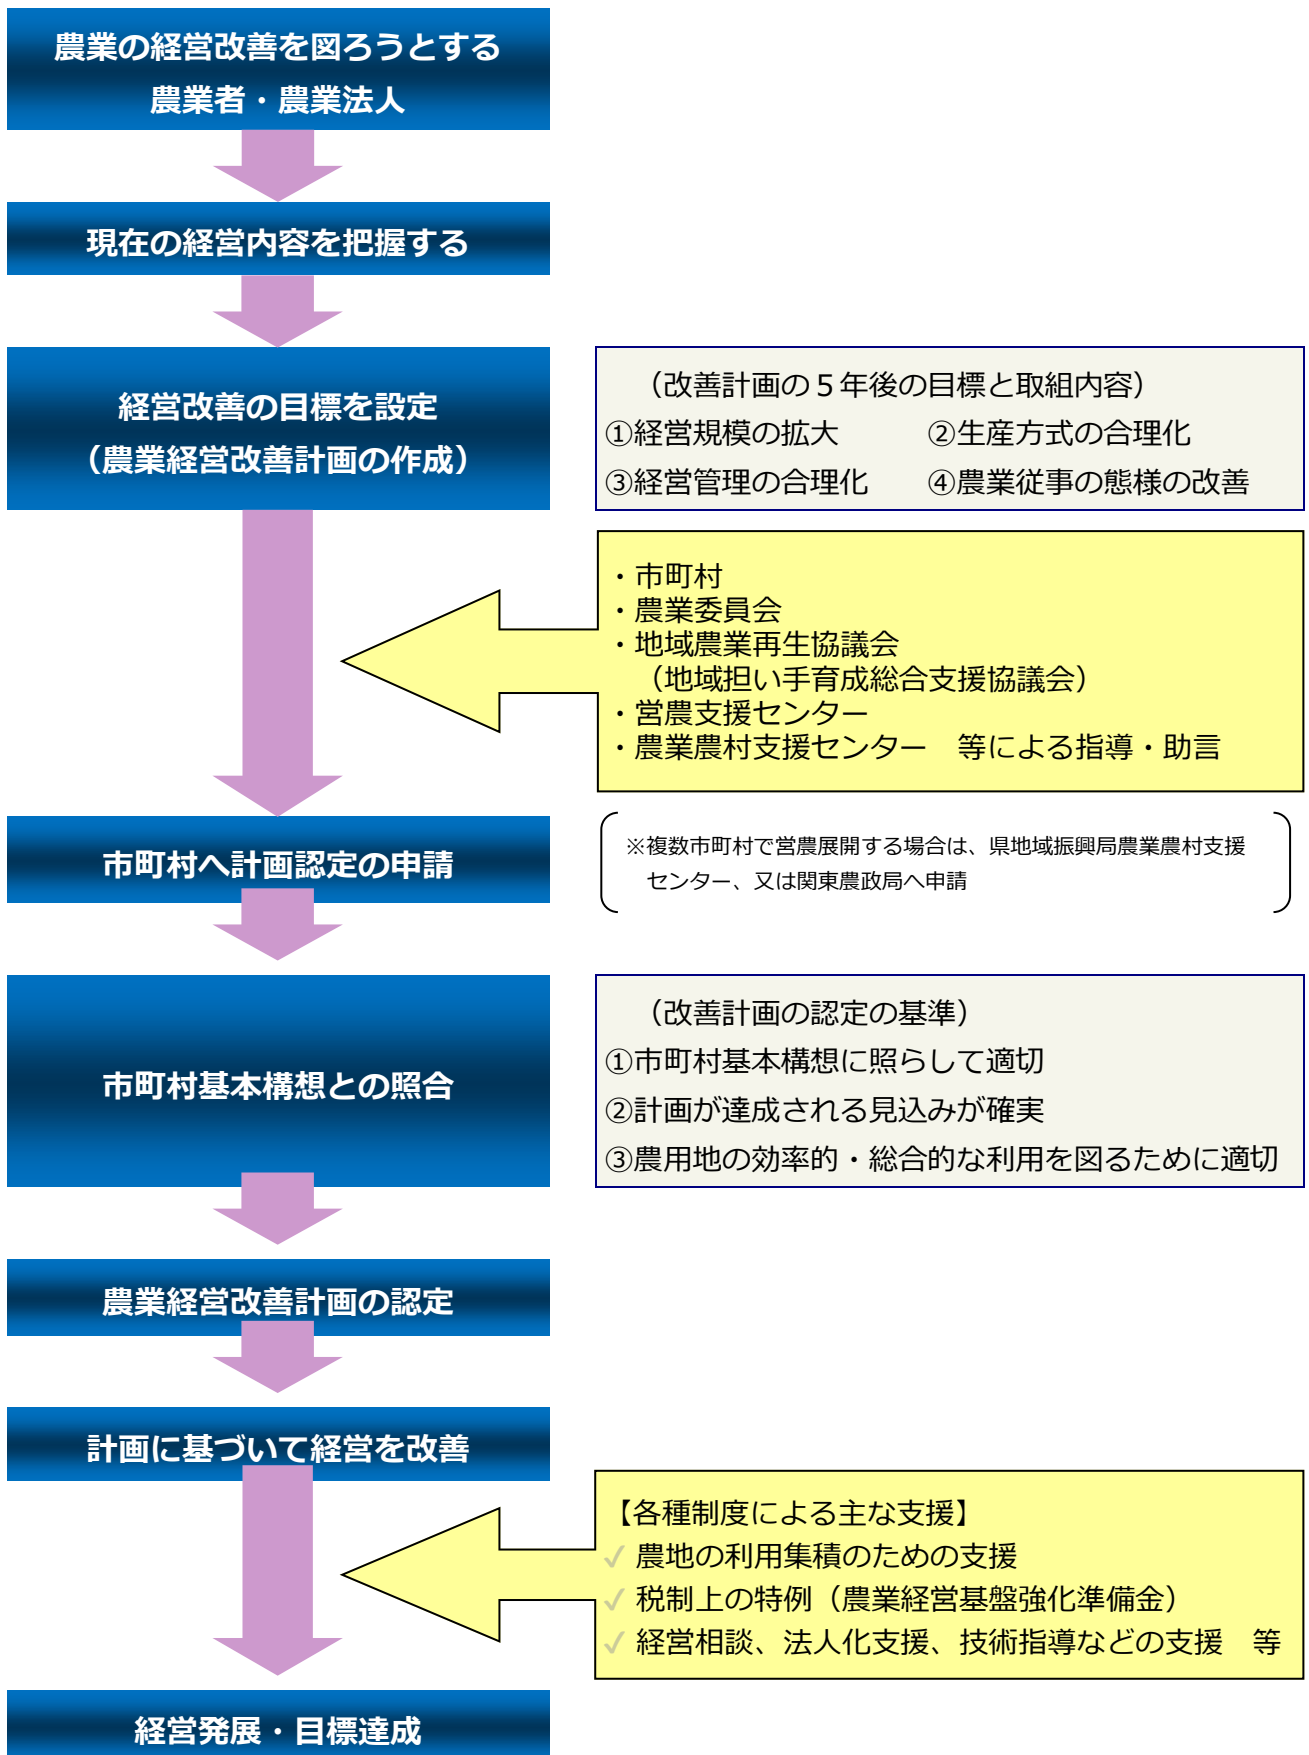 農業の経営改善を図ろうとする
農業者・農業法人
現在の経営内容を把握する
経営改善の目標を設定
（農業経営改善計画の作成）
（改善計画の５年後の目標と取組内容）
①経営規模の拡大　　　②生産方式の合理化
③経営管理の合理化　　④農業従事の態様の改善
・市町村
・農業委員会
・地域農業再生協議会
（地域担い手育成総合支援協議会）
・営農支援センター
・農業農村支援センター　等による指導・助言
市町村へ計画認定の申請
※複数市町村で営農展開する場合は、県地域振興局農業農村支援
センター、又は関東農政局へ申請
市町村基本構想との照合
（改善計画の認定の基準）
①市町村基本構想に照らして適切
②計画が達成される見込みが確実
③農用地の効率的・総合的な利用を図るために適切
農業経営改善計画の認定
計画に基づいて経営を改善
【各種制度による主な支援】
✓ 農地の利用集積のための支援
✓ 税制上の特例（農業経営基盤強化準備金）
✓ 経営相談、法人化支援、技術指導などの支援　等
経営発展・目標達成